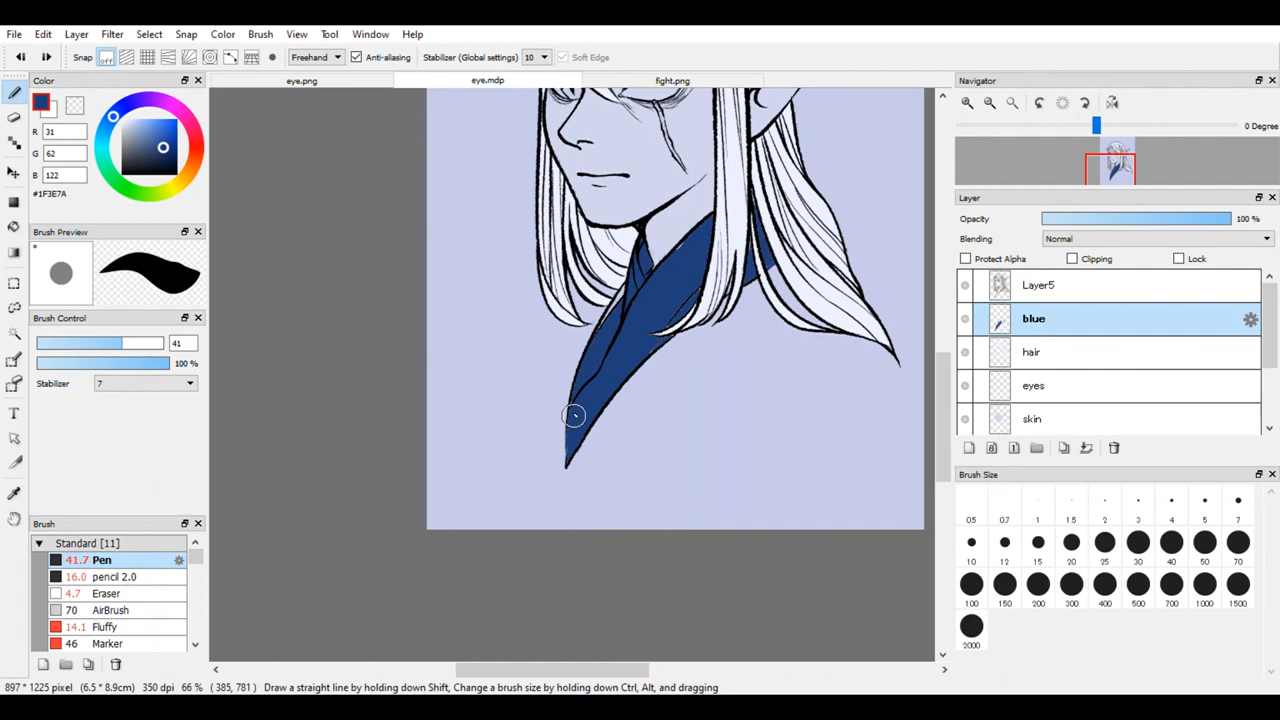 File Edit Layer Filter Select Snap Color Brush View Tool Window Help
Snap off Freehand Anti-aliasing Stabilizer (Global settings) 10 Soft Edge
Color
eye.png eye.mdp fight.png
Navigator
R 31
G 62
B 122
#1F3E7A
0 Degree
Layer
Opacity 100 %
Blending Normal
Protect Alpha Clipping Lock
Layer5
blue
hair
eyes
skin
Brush Preview
*
Brush Control
41
100 %
Stabilizer 7
8 1
Brush
Standard [11]
41.7 Pen
16.0 pencil 2.0
4.7 Eraser
70 AirBrush
14.1 Fluffy
46 Marker
Brush Size
0.5 0.7 1 1.5 2 3 4 5 7
10 12 15 20 25 30 40 50 70
100 150 200 300 400 500 700 1000 1500
2000
897 * 1225 pixel (6.5 * 8.9cm) 350 dpi 66 % ( 385, 781 ) Draw a straight line by holding down Shift, Change a brush size by holding down Ctrl, Alt, and dragging